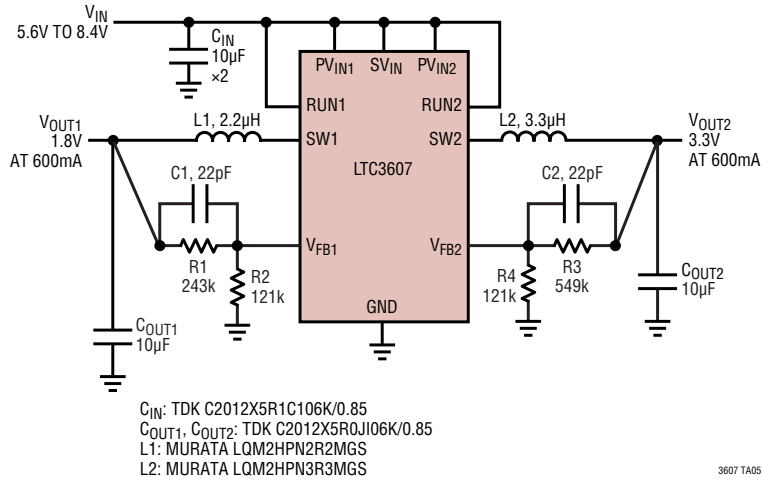 VIN
5.6V TO 8.4V
CIN
10µF
×2
PVIN1 SVIN PVIN2
RUN1
RUN2
VOUT1
1.8V
AT 600mA
L1, 2.2µH
SW1
SW2
L2, 3.3µH
VOUT2
3.3V
AT 600mA
LTC3607
C1, 22pF
C2, 22pF
VFB1
VFB2
R1
243k
R2
121k
R4
121k
R3
549k
COUT2
10µF
GND
COUT1
10µF
CIN: TDK C2012X5R1C106K/0.85
COUT1, COUT2: TDK C2012X5R0JI06K/0.85
L1: MURATA LQM2HPN2R2MGS
L2: MURATA LQM2HPN3R3MGS
3607 TA05